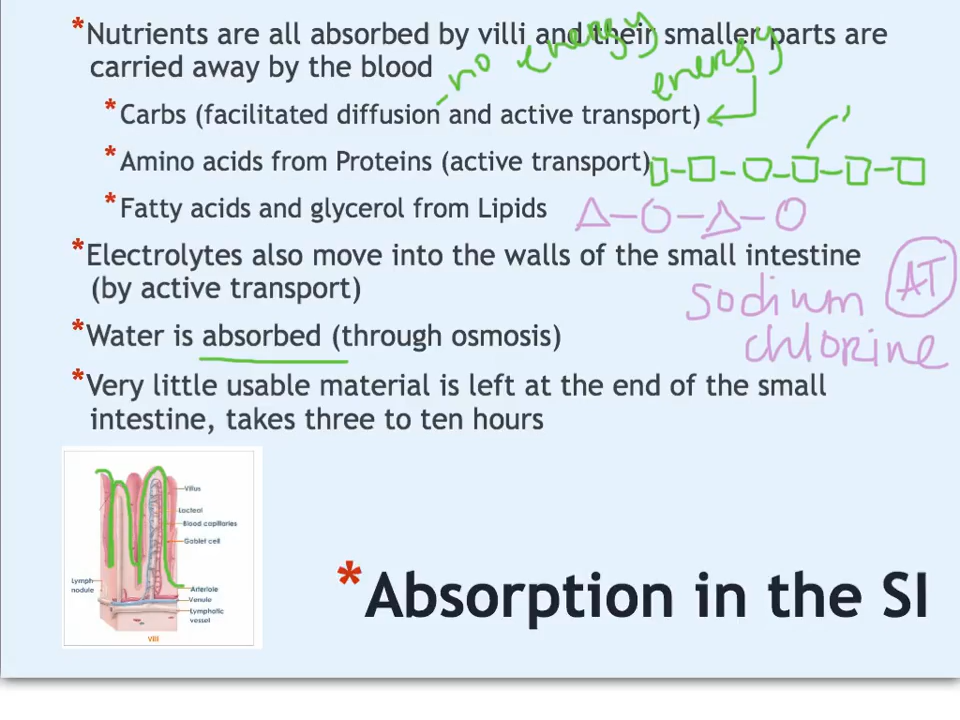 *Nutrients are all absorbed by villi and their smaller parts are
carried away by the blood
no energy
energy
*Carbs (facilitated diffusion and active transport)
*Amino acids from Proteins (active transport)
*Fatty acids and glycerol from Lipids
*Electrolytes also move into the walls of the small intestine
(by active transport)
sodium AT
chlorine
*Water is absorbed (through osmosis)
*Very little usable material is left at the end of the small
intestine, takes three to ten hours
Villus
Lacteal
Blood capillaries
Goblet cell
Lymph
nodule
Arteriole
Venule
Lymphatic
vessel
Villi
*Absorption in the SI